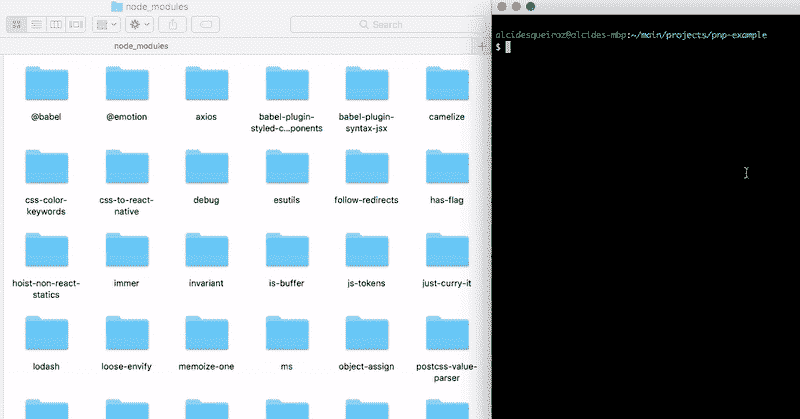 node_modules
Search
node_modules
@babel
@emotion
axios
babel-plugin-
styled-c...ponents
babel-plugin-
syntax-jsx
camelize
css-color-
keywords
css-to-react-
native
debug
esutils
follow-redirects
has-flag
hoist-non-react-
statics
immer
invariant
is-buffer
js-tokens
just-curry-it
lodash
loose-envify
memoize-one
ms
object-assign
postcss-value-
parser
alcidesqueiroz@alcides-mbp:~/main/projects/pnp-example
$